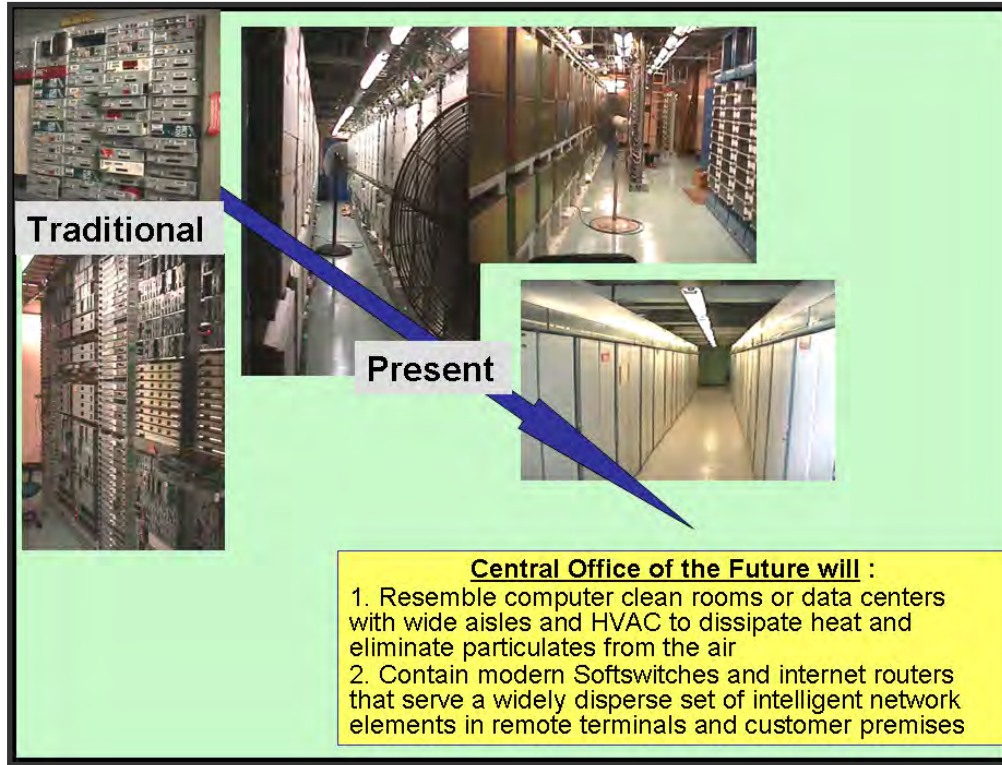 Traditional
Present
Central Office of the Future will :
1. Resemble computer clean rooms or data centers
with wide aisles and HVAC to dissipate heat and
eliminate particulates from the air
2. Contain modern Softswitches and internet routers
that serve a widely disperse set of intelligent network
elements in remote terminals and customer premises